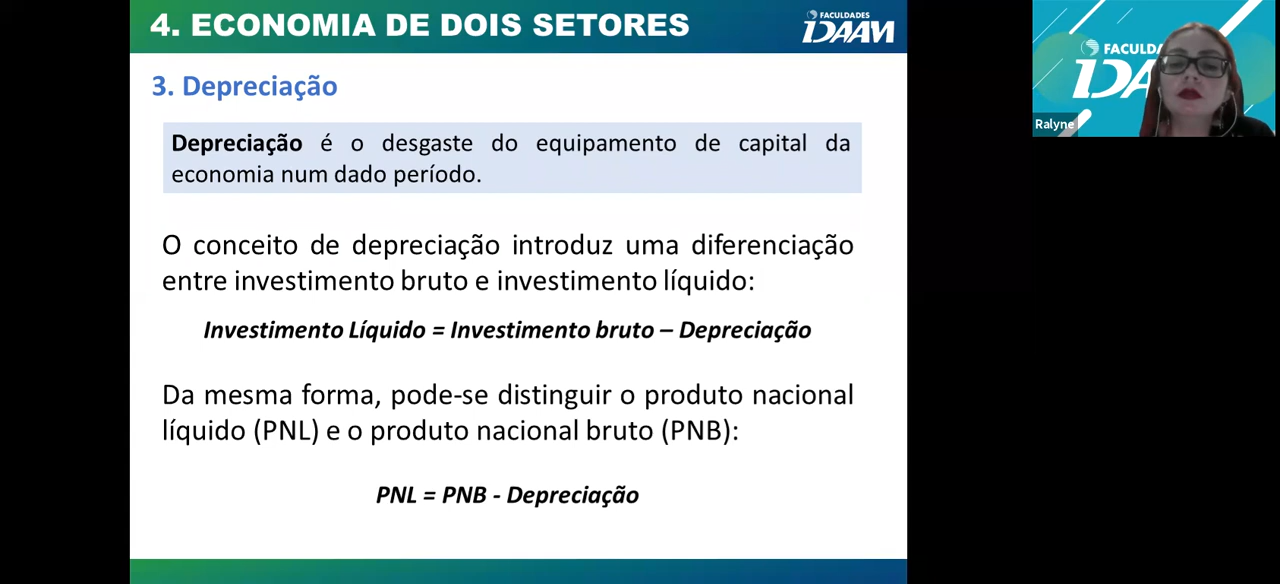 4. ECONOMIA DE DOIS SETORES
FACULDADES
IDAAM
3. Depreciação
Depreciação é o desgaste do equipamento de capital da
economia num dado período.
O conceito de depreciação introduz uma diferenciação
entre investimento bruto e investimento líquido:
Investimento Líquido = Investimento bruto – Depreciação
Da mesma forma, pode-se distinguir o produto nacional
líquido (PNL) e o produto nacional bruto (PNB):
PNL = PNB - Depreciação
FACULDA
IDA
Ralyne